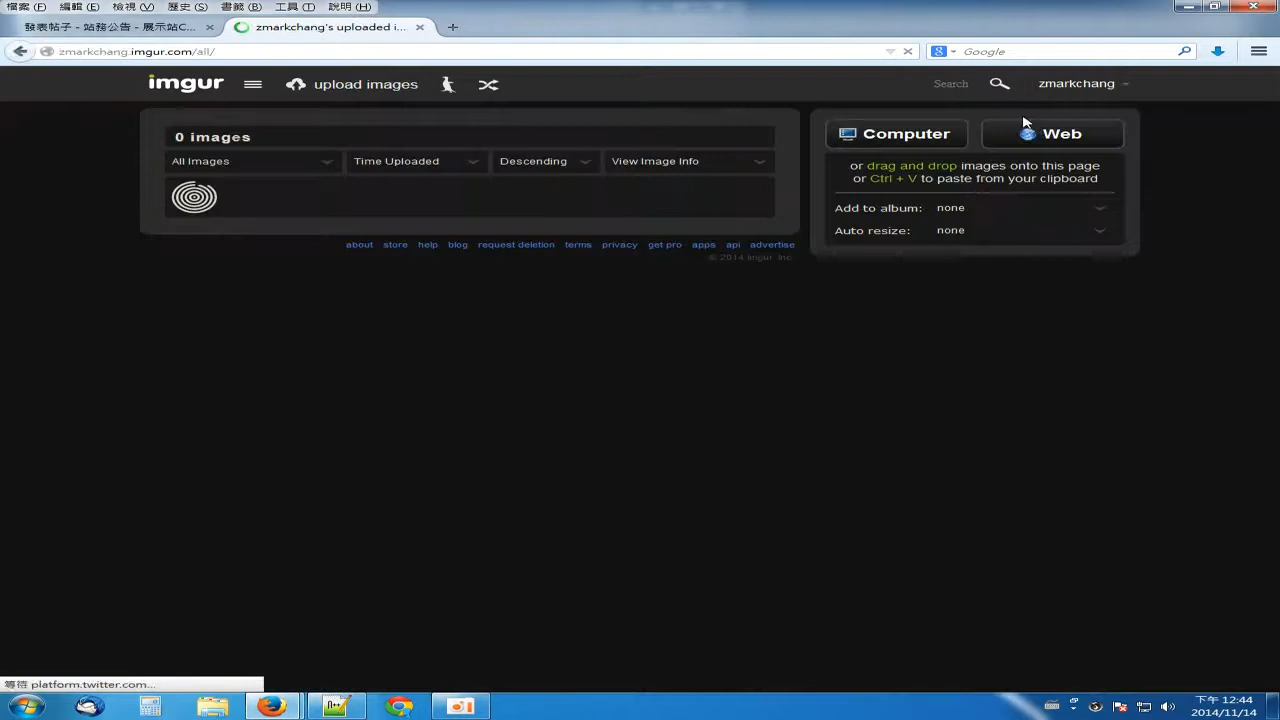 檔案 (F) 編輯 (E) 檢視 (V) 歷史 (S) 書籤 (B) 工具 (T) 說明 (H)
發表帖子 - 站務公告 - 展示站C... × zmarkchang's uploaded i... × +
zmarkchang.imgur.com/all/
Google
imgur upload images Search zmarkchang
0 images
Computer Web
All Images Time Uploaded Descending View Image Info
or drag and drop images onto this page
or Ctrl + V to paste from your clipboard
Add to album: none
Auto resize: none
about store help blog request deletion terms privacy get pro apps api advertise
© 2014 Imgur, Inc.
等待 platform.twitter.com...
下午 12:44
2014/11/14